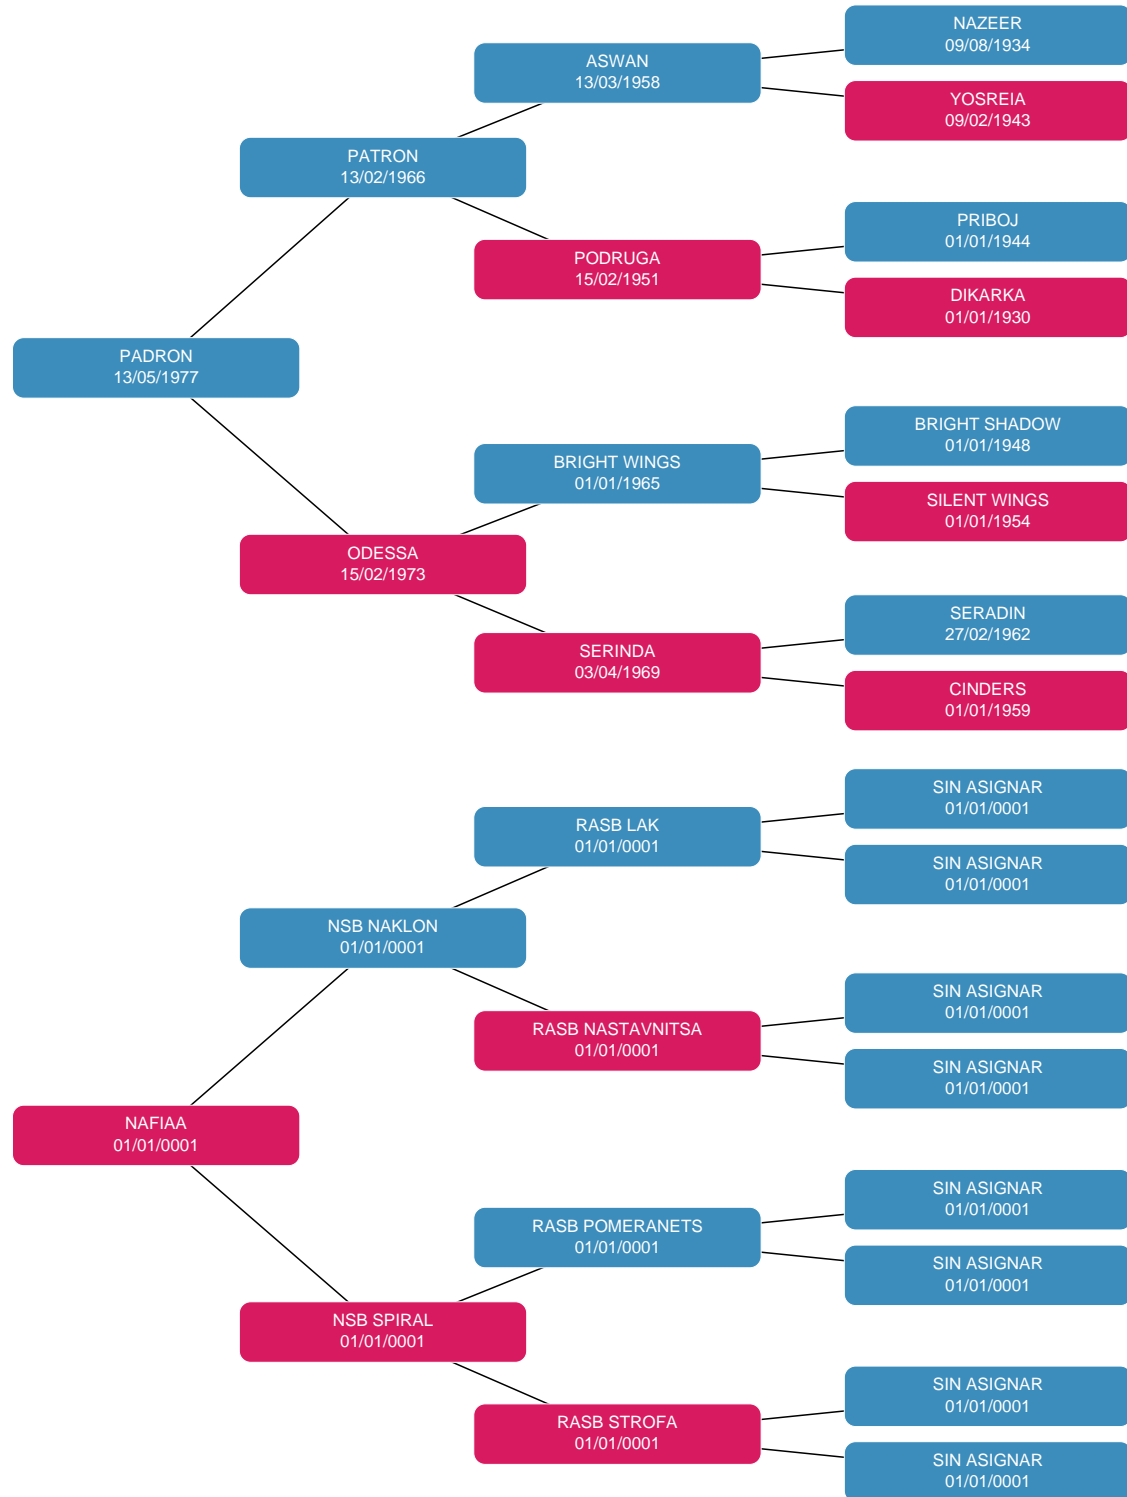 NAZEER
09/08/1934
ASWAN
13/03/1958
YOSREIA
09/02/1943
PATRON
13/02/1966
PRIBOJ
01/01/1944
PODRUGA
15/02/1951
DIKARKA
01/01/1930
PADRON
13/05/1977
BRIGHT SHADOW
01/01/1948
BRIGHT WINGS
01/01/1965
SILENT WINGS
01/01/1954
ODESSA
15/02/1973
SERADIN
27/02/1962
SERINDA
03/04/1969
CINDERS
01/01/1959
SIN ASIGNAR
01/01/0001
RASB LAK
01/01/0001
SIN ASIGNAR
01/01/0001
NSB NAKLON
01/01/0001
SIN ASIGNAR
01/01/0001
RASB NASTAVNITSA
01/01/0001
SIN ASIGNAR
01/01/0001
NAFIAA
01/01/0001
SIN ASIGNAR
01/01/0001
RASB POMERANETS
01/01/0001
SIN ASIGNAR
01/01/0001
NSB SPIRAL
01/01/0001
SIN ASIGNAR
01/01/0001
RASB STROFA
01/01/0001
SIN ASIGNAR
01/01/0001